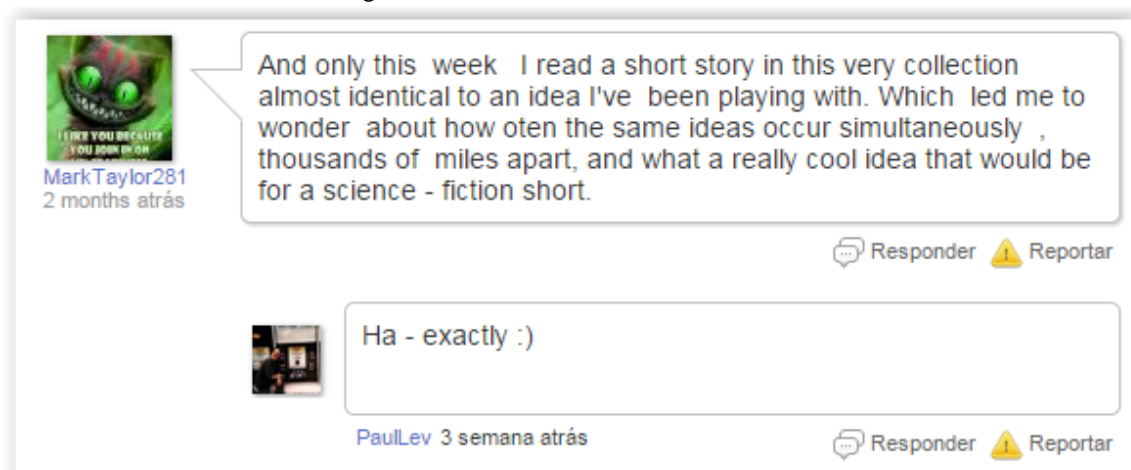 And only this week I read a short story in this very collection
almost identical to an idea I've been playing with. Which led me to
wonder about how oten the same ideas occur simultaneously ,
thousands of miles apart, and what a really cool idea that would be
for a science - fiction short.
I LIKE YOU BECAUSE
YOU JOIN IN ON
MarkTaylor281
2 months atrás
Responder Reportar
Ha - exactly :)
PaulLev 3 semana atrás
Responder Reportar